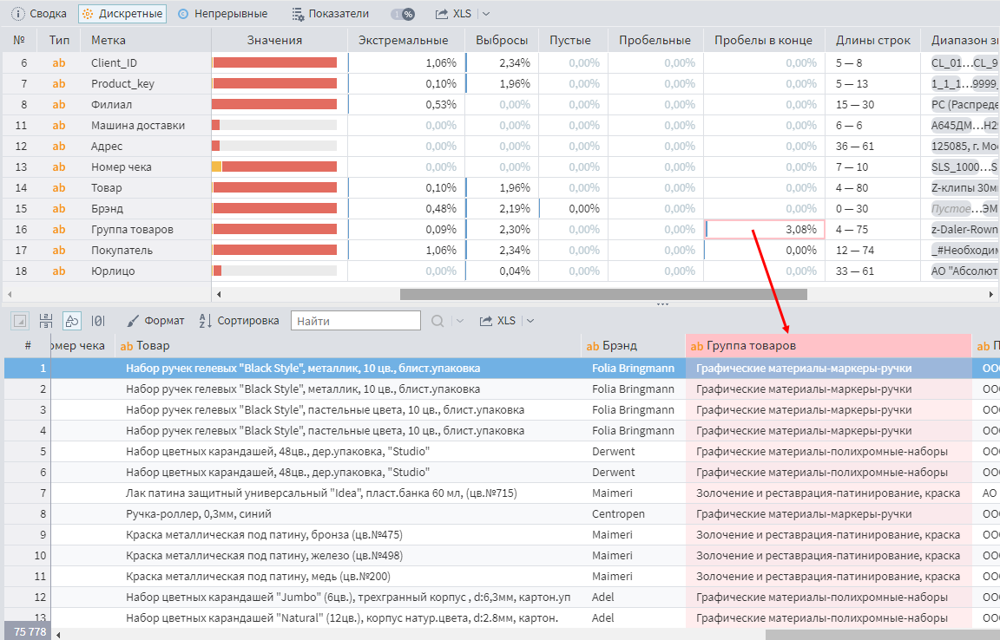 Сводка Дискретные Непрерывные Показатели 1 % XLS
№ Тип Метка Значения Экстремальные Выбросы Пустые Пробельные Пробелы в конце Длины строк Диапазон з
6 ab Client_ID 1,06% 2,34% 0,00% 0,00% 0,00% 5 — 8 CL_01…CL_9
7 ab Product_key 0,10% 1,96% 0,00% 0,00% 0,00% 5 — 13 1_1_1…9999_
8 ab Филиал 0,53% 0,00% 0,00% 0,00% 0,00% 15 — 30 РС (Распреде
11 ab Машина доставки 0,00% 0,00% 0,00% 0,00% 0,00% 6 — 6 А645ДМ…Н29
12 ab Адрес 0,00% 0,00% 0,00% 0,00% 0,00% 36 — 61 125085, г. Мос
13 ab Номер чека 0,00% 0,00% 0,00% 0,00% 0,00% 7 — 10 SLS_1000…S
14 ab Товар 0,10% 1,96% 0,00% 0,00% 0,00% 4 — 80 Z-клипы 30мм
15 ab Брэнд 0,48% 2,19% 0,00% 0,00% 0,00% 0 — 30 Пустое…ЭМ
16 ab Группа товаров 0,09% 2,30% 0,00% 0,00% 3,08% 4 — 75 z-Daler-Rown
17 ab Покупатель 1,06% 2,34% 0,00% 0,00% 0,00% 12 — 74 _#Необходим
18 ab Юрлицо 0,00% 0,04% 0,00% 0,00% 0,00% 33 — 61 АО "Абсолют
Формат Сортировка Найти XLS
# омер чека ab Товар ab Брэнд ab Группа товаров ab П
1 Набор ручек гелевых "Black Style", металлик, 10 цв., блист.упаковка Folia Bringmann Графические материалы-маркеры-ручки ООО
2 Набор ручек гелевых "Black Style", металлик, 10 цв., блист.упаковка Folia Bringmann Графические материалы-маркеры-ручки ООО
3 Набор ручек гелевых "Black Style", пастельные цвета, 10 цв., блист.упаковка Folia Bringmann Графические материалы-маркеры-ручки ООО
4 Набор ручек гелевых "Black Style", пастельные цвета, 10 цв., блист.упаковка Folia Bringmann Графические материалы-маркеры-ручки ООО
5 Набор цветных карандашей, 48цв., дер.упаковка, "Studio" Derwent Графические материалы-полихромные-наборы ООО
6 Набор цветных карандашей, 48цв., дер.упаковка, "Studio" Derwent Графические материалы-полихромные-наборы ООО
7 Лак патина защитный универсальный "Idea", пласт.банка 60 мл, (цв.№715) Maimeri Золочение и реставрация-патинирование, краска АО
8 Ручка-роллер, 0,3мм, синий Centropen Графические материалы-маркеры-ручки ООО
9 Краска металлическая под патину, бронза (цв.№475) Maimeri Золочение и реставрация-патинирование, краска ООО
10 Краска металлическая под патину, железо (цв.№498) Maimeri Золочение и реставрация-патинирование, краска ООО
11 Краска металлическая под патину, медь (цв.№200) Maimeri Золочение и реставрация-патинирование, краска ООО
12 Набор цветных карандашей "Jumbo" (6цв.), трехгранный корпус , d:6,3мм, картон.уп Adel Графические материалы-полихромные-наборы ООО
13 Набор цветных карандашей "Natural" (12цв.), корпус натур.цвета, d:2.8мм, картон. Adel Графические материалы-полихромные-наборы ООО
75 778